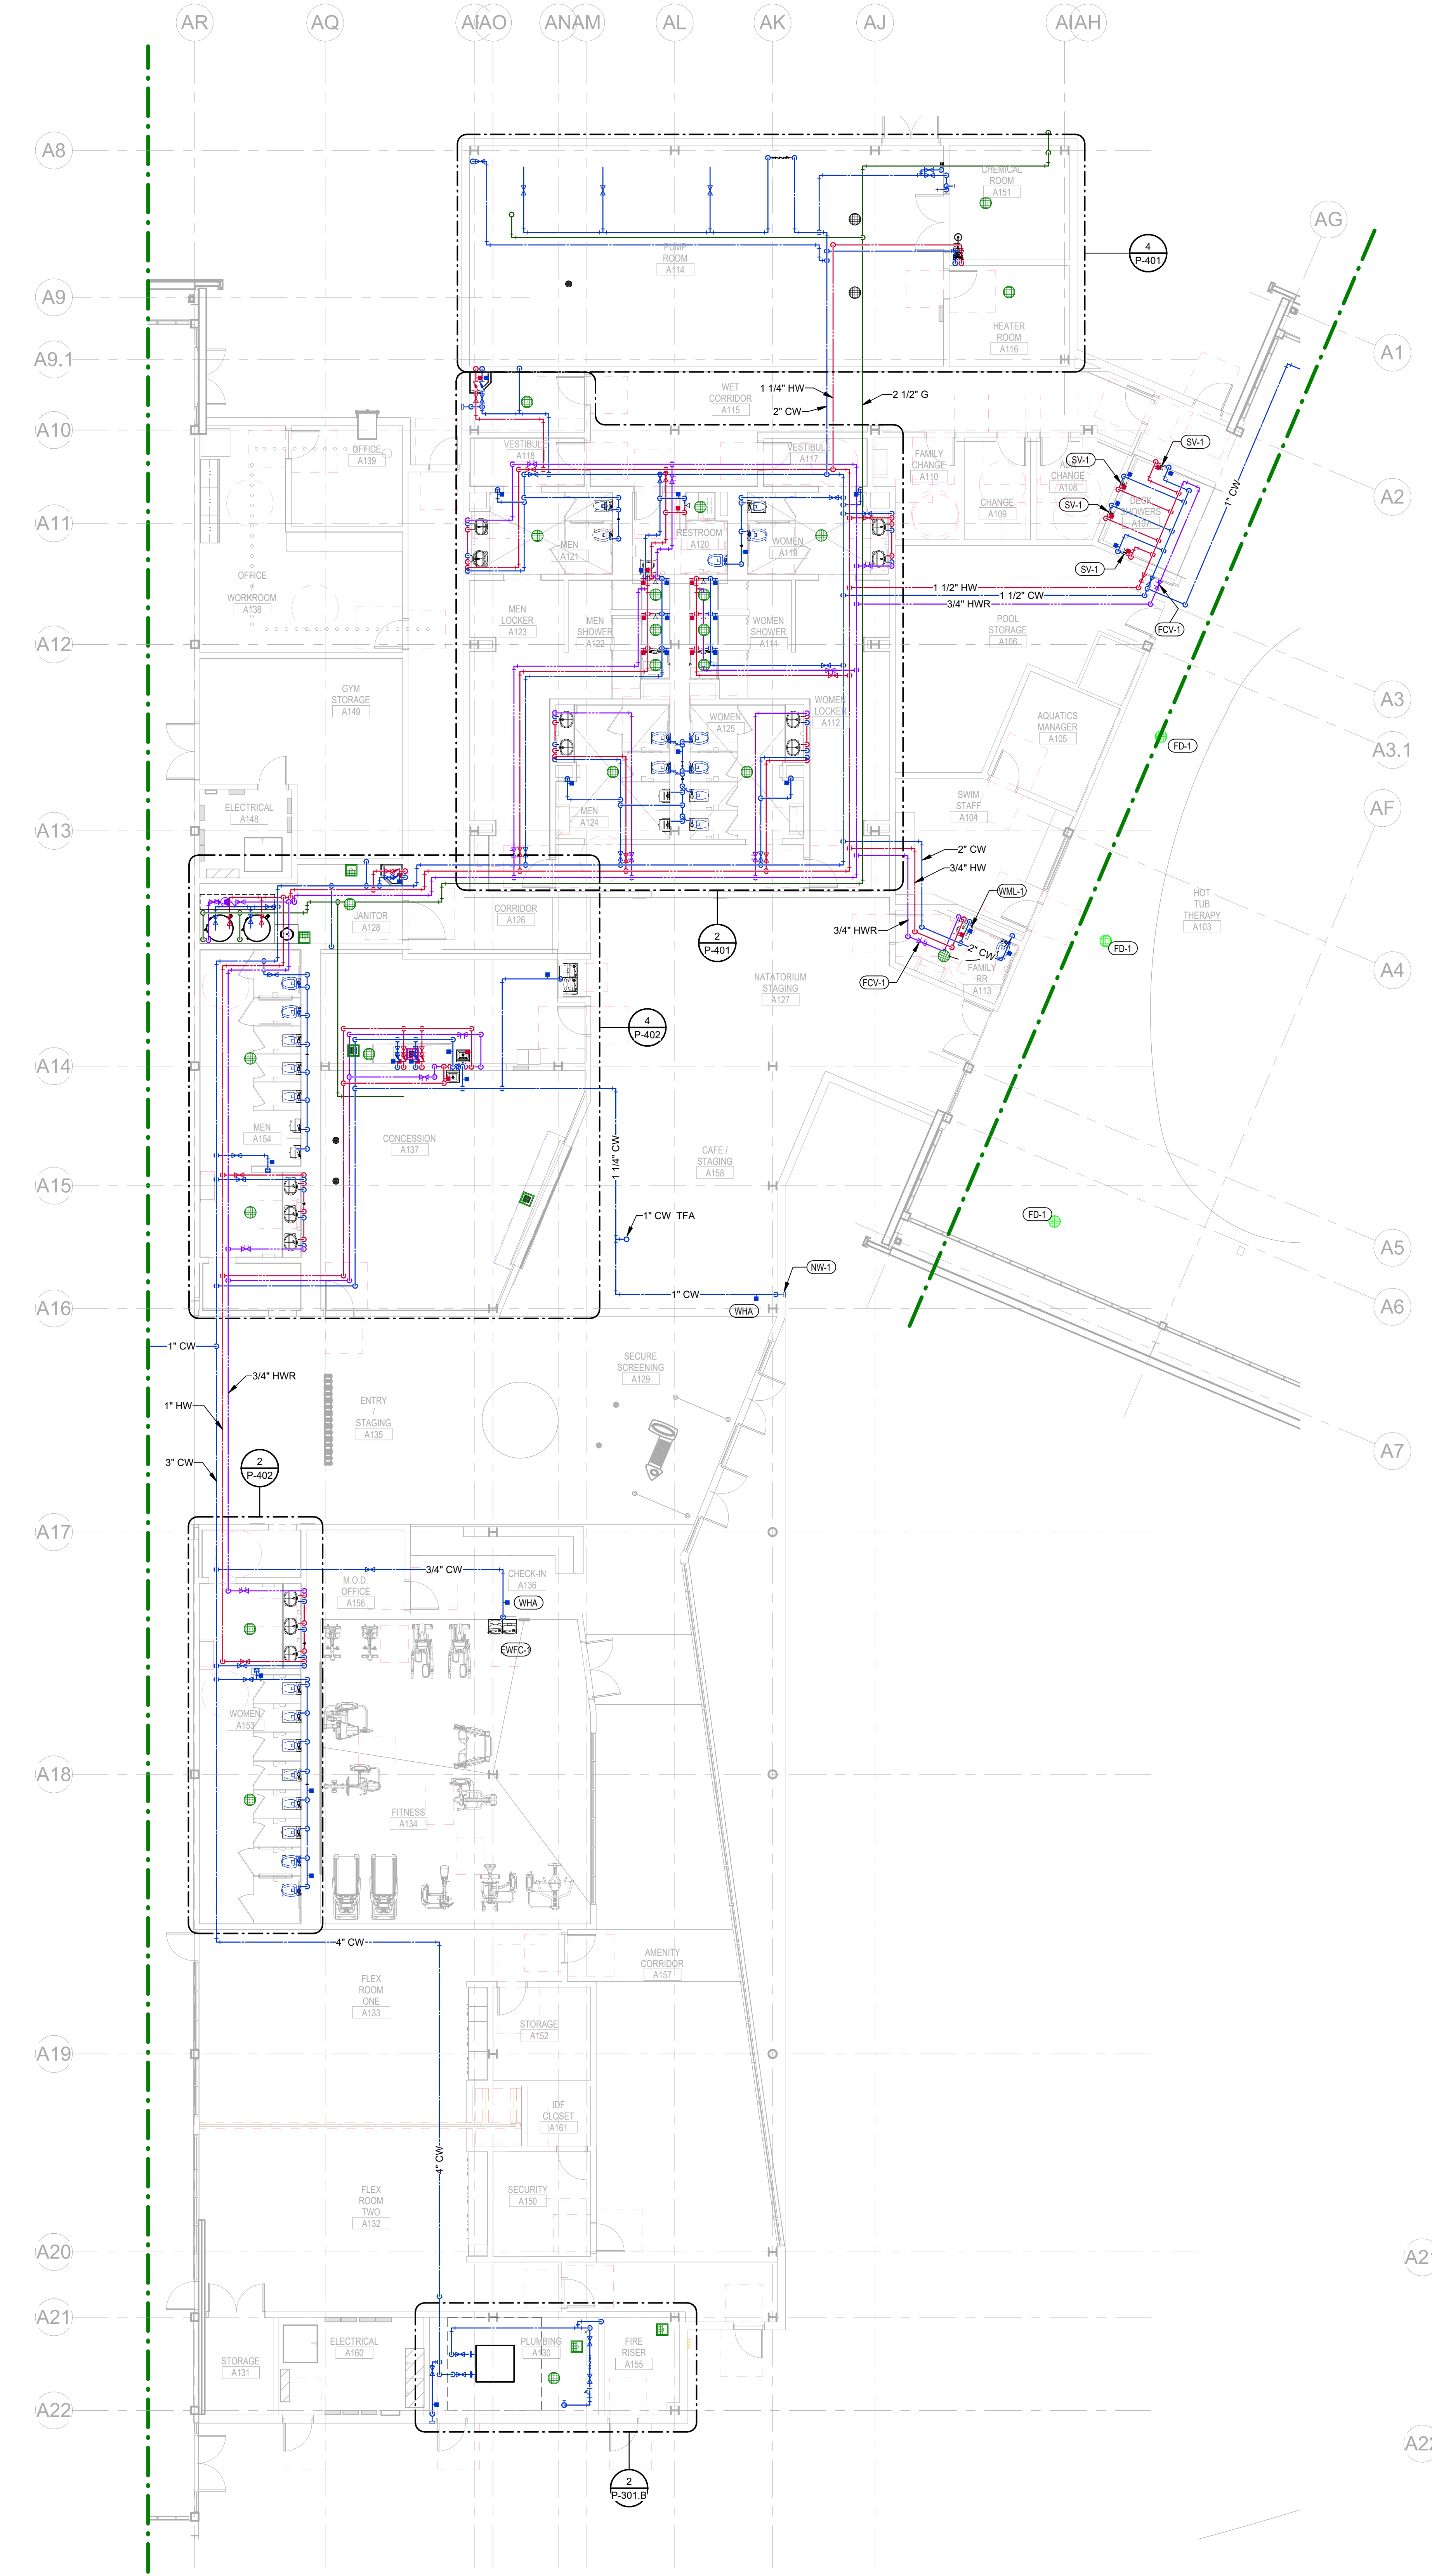 AR
AQ
AO
AN
AM
AL
AK
AJ
AI
AH
A8
A9
A9.1
A10
A11
A12
A13
A14
A15
A16
A17
A18
A19
A20
A21
A22
AG
A1
A2
A3
A3.1
AF
A4
A5
A6
A7
CHEMICAL
ROOM
A151
PUMP
ROOM
A114
4
P-401
HEATER
ROOM
A116
WET
CORRIDOR
A115
1 1/4" HW
2" CW
2 1/2" G
OFFICE
A139
VESTIBULE
A118
VESTIBULE
A117
FAMILY
CHANGE
A110
CHANGE
A109
ADA
CHANGE
A108
SV-1
SV-1
SV-1
SV-1
DECK
SHOWERS
A107
1" CW
MEN
A121
RESTROOM
A120
WOMEN
A119
OFFICE
/
WORKROOM
A138
MEN
LOCKER
A123
MEN
SHOWER
A122
WOMEN
SHOWER
A111
1 1/2" HW
1 1/2" CW
3/4" HWR
POOL
STORAGE
A106
FCV-1
GYM
STORAGE
A149
WOMEN
A125
WOMEN
LOCKER
A112
AQUATICS
MANAGER
A105
FD-1
SWIM
STAFF
A104
ELECTRICAL
A148
MEN
A124
2" CW
3/4" HW
WML-1
3/4" HWR
2" CW
FCV-1
FAMILY
RR
A113
HOT
TUB
THERAPY
A103
FD-1
JANITOR
A128
CORRIDOR
A126
2
P-401
NATATORIUM
STAGING
A127
4
P-402
MEN
A154
CONCESSION
A137
1 1/4" CW
CAFE /
STAGING
A158
1" CW TFA
FD-1
NW-1
1" CW
WHA
1" CW
3/4" HWR
1" HW
ENTRY
/
STAGING
A135
SECURE
SCREENING
A129
3" CW
2
P-402
3/4" CW
M.O.D.
OFFICE
A156
CHECK-IN
A136
WHA
EWFC-1
WOMEN
A153
FITNESS
A134
4" CW
FLEX
ROOM
ONE
A133
AMENITY
CORRIDOR
A157
STORAGE
A152
IDF
CLOSET
A161
4" CW
FLEX
ROOM
TWO
A132
SECURITY
A150
STORAGE
A131
ELECTRICAL
A160
PLUMBING
A130
FIRE
RISER
A155
2
P-301.B